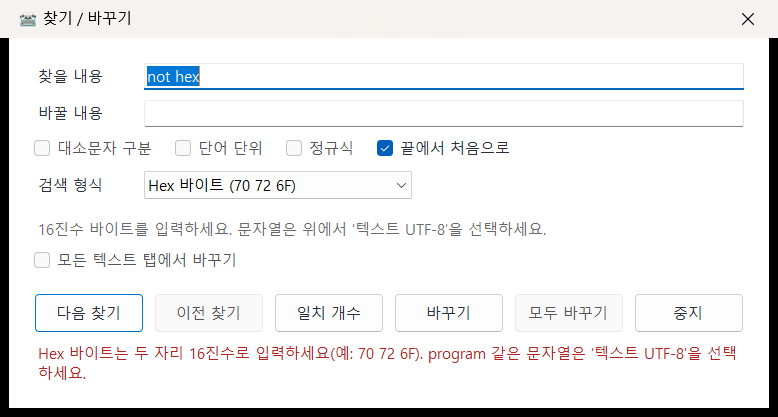 찾기 / 바꾸기
찾을 내용
not hex
바꿀 내용
대소문자 구분
단어 단위
정규식
끝에서 처음으로
검색 형식
Hex 바이트 (70 72 6F)
16진수 바이트를 입력하세요. 문자열은 위에서 ‘텍스트 UTF-8’을 선택하세요.
모든 텍스트 탭에서 바꾸기
다음 찾기
이전 찾기
일치 개수
바꾸기
모두 바꾸기
중지
Hex 바이트는 두 자리 16진수로 입력하세요(예: 70 72 6F). program 같은 문자열은 ‘텍스트 UTF-8’을 선택
하세요.